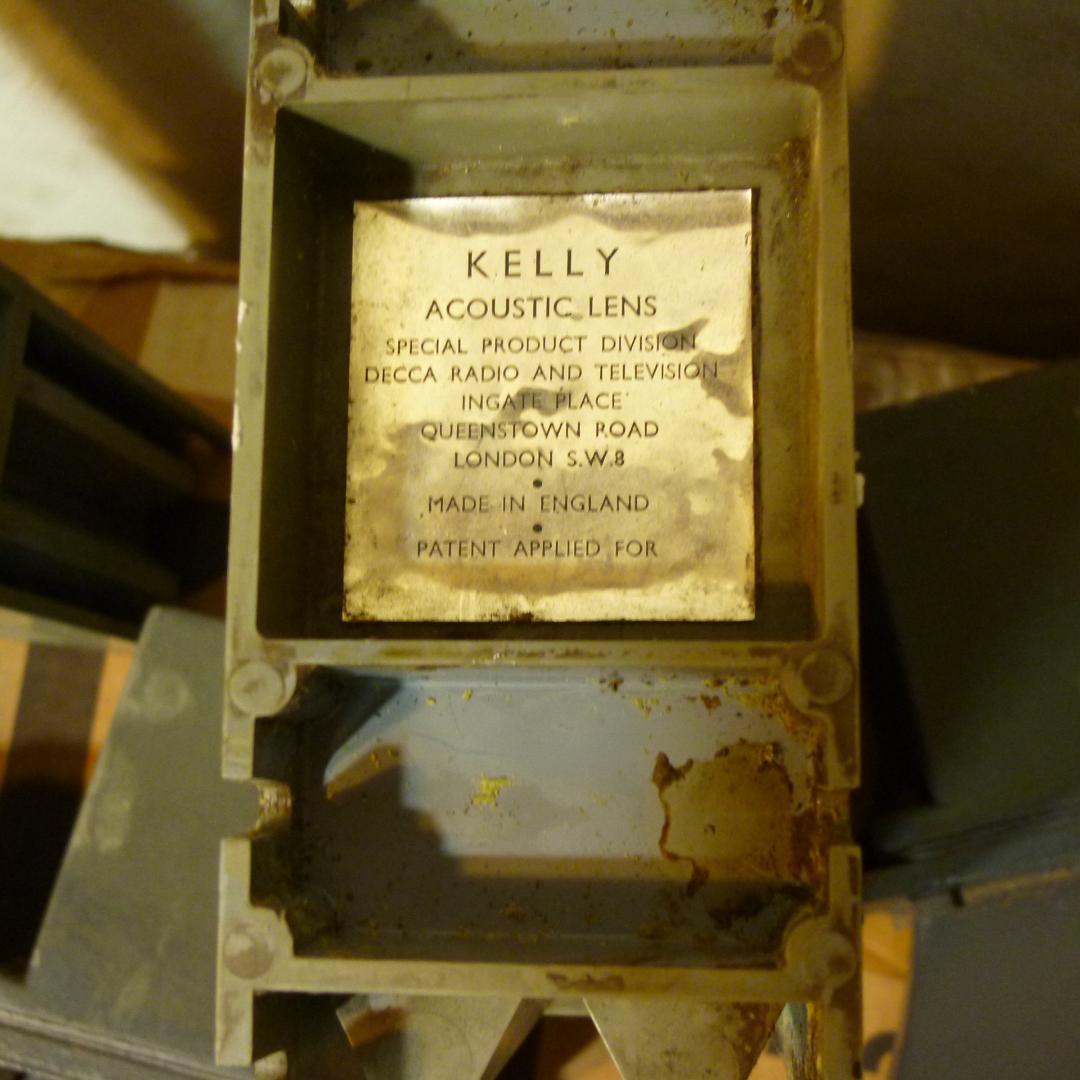 KELLY
ACOUSTIC LENS
SPECIAL PRODUCT DIVISION
DECCA RADIO AND TELEVISION
INGATE PLACE
QUEENSTOWN ROAD
LONDON S.W.8
•
MADE IN ENGLAND
•
PATENT APPLIED FOR